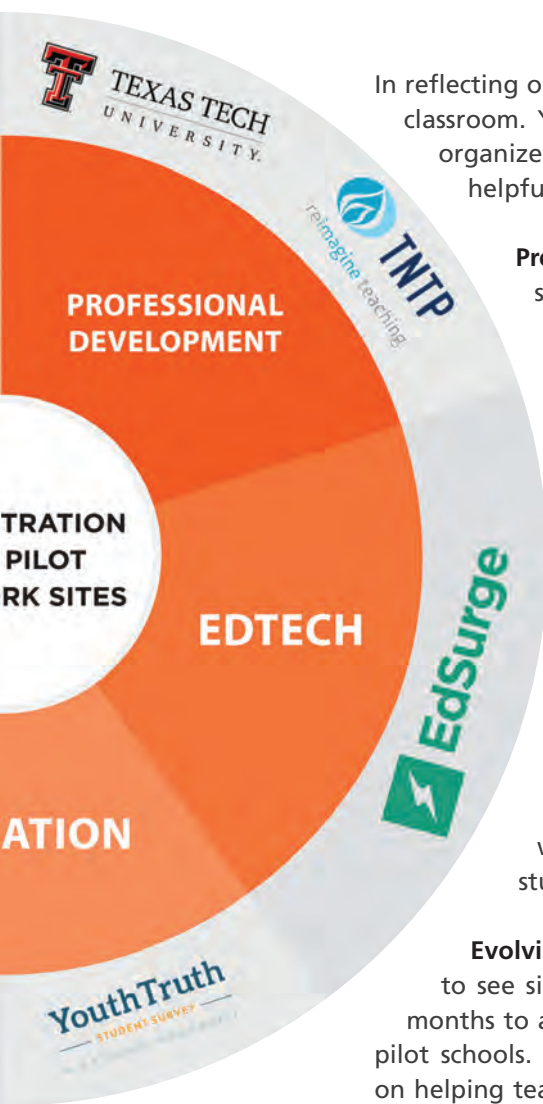 TEXAS TECH
UNIVERSITY.
TNTP
reimagine teaching
PROFESSIONAL
DEVELOPMENT
TRATION
PILOT
RK SITES
EDTECH
EdSurge
ATION
YouthTruth
STUDENT SURVEY
In reflecting o
classroom. Y
organize
helpfu
Pro
s
v
stu
Evolvi
to see si
months to a
pilot schools.
on helping tea